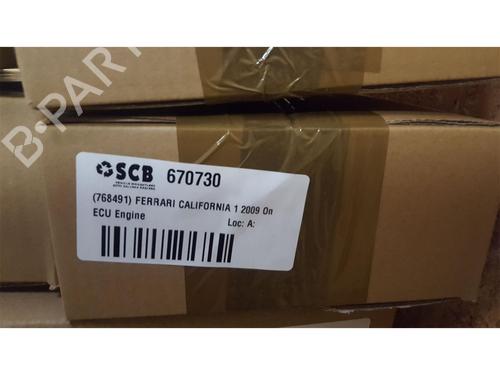 B-PARTS
SCB 670730
(768491) FERRARI CALIFORNIA 1 2009 On
ECU Engine Loc: A: